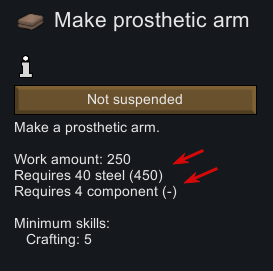 Make prosthetic arm
Not suspended
Make a prosthetic arm.
Work amount: 250
Requires 40 steel (450)
Requires 4 component (-)
Minimum skills:
Crafting: 5